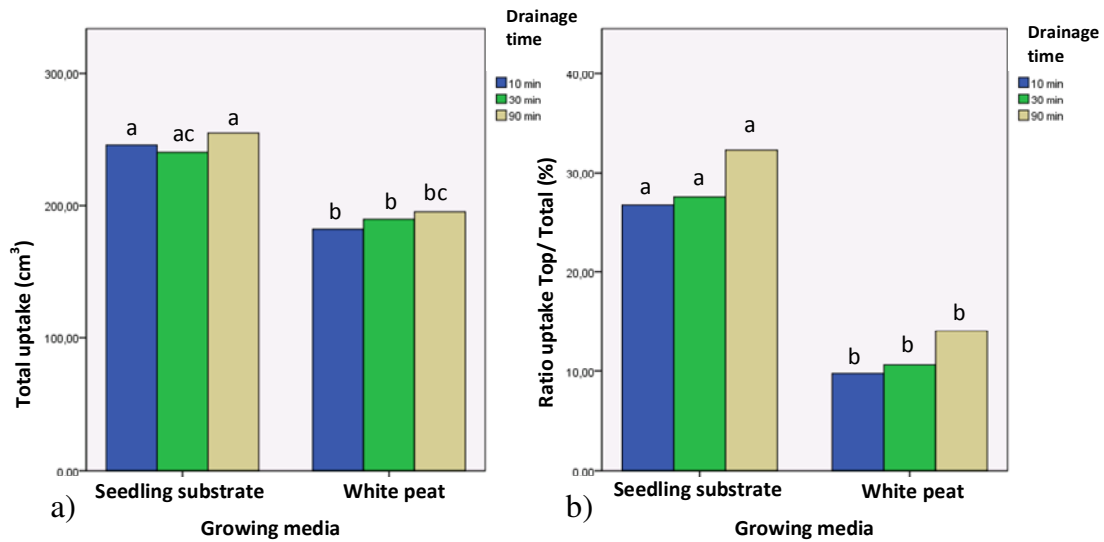 Drainage
time
10 min
30 min
90 min
300,00
200,00
100,00
0,00
Total uptake (cm³)
a ac a
b b bc
Seedling substrate White peat
a)
Growing media
Drainage
time
10 min
30 min
90 min
40,00
30,00
20,00
10,00
0,00
Ratio uptake Top/ Total (%)
a a a
b b b
Seedling substrate White peat
b)
Growing media